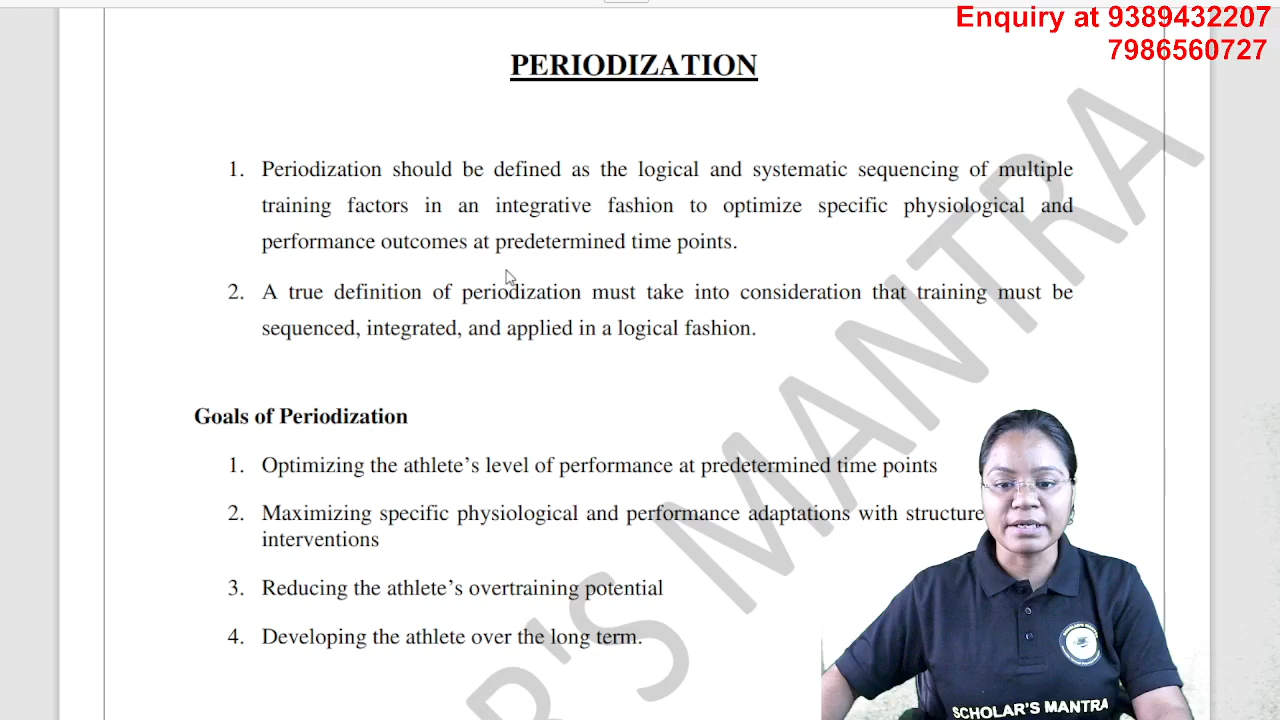 Enquiry at 9389432207
7986560727
PERIODIZATION
1. Periodization should be defined as the logical and systematic sequencing of multiple
training factors in an integrative fashion to optimize specific physiological and
performance outcomes at predetermined time points.
2. A true definition of periodization must take into consideration that training must be
sequenced, integrated, and applied in a logical fashion.
Goals of Periodization
1. Optimizing the athlete's level of performance at predetermined time points
2. Maximizing specific physiological and performance adaptations with structure
interventions
3. Reducing the athlete's overtraining potential
4. Developing the athlete over the long term.
R'S MANTRA
SCHOLAR'S MANTRA